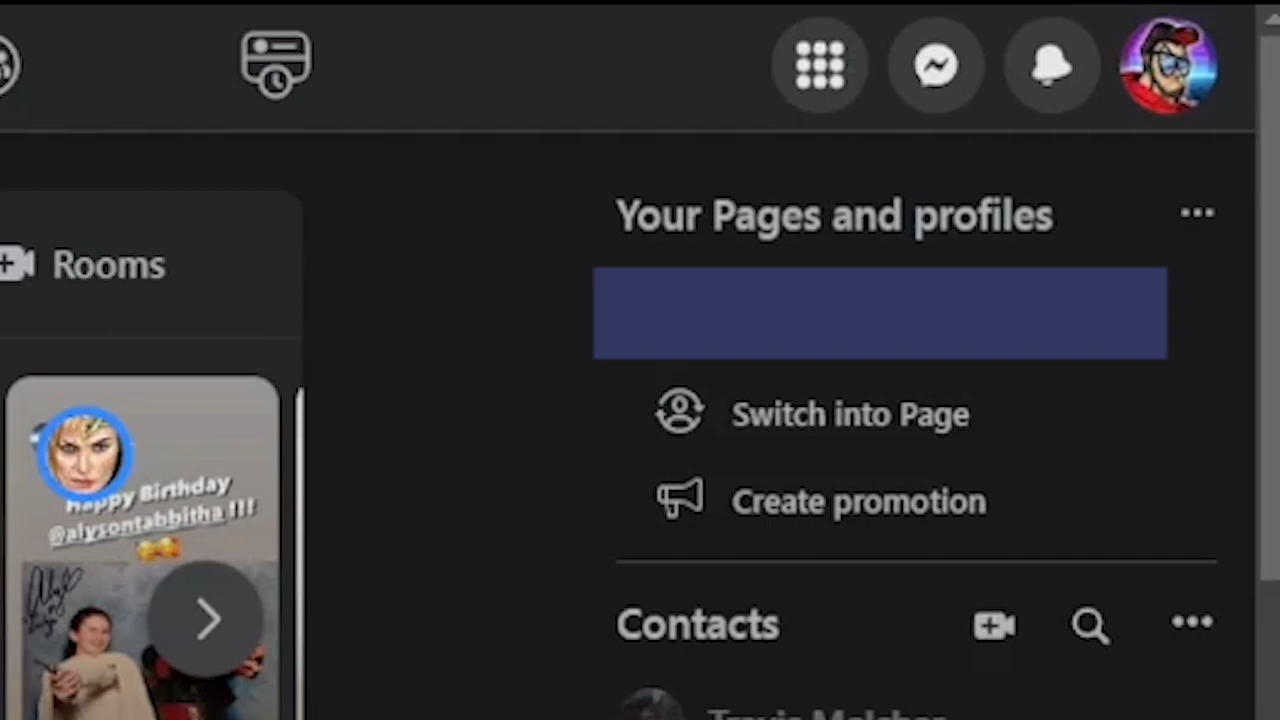 Your Pages and profiles
Rooms
Switch into Page
Happy Birthday
@alysontabbitha !!!
Create promotion
Contacts